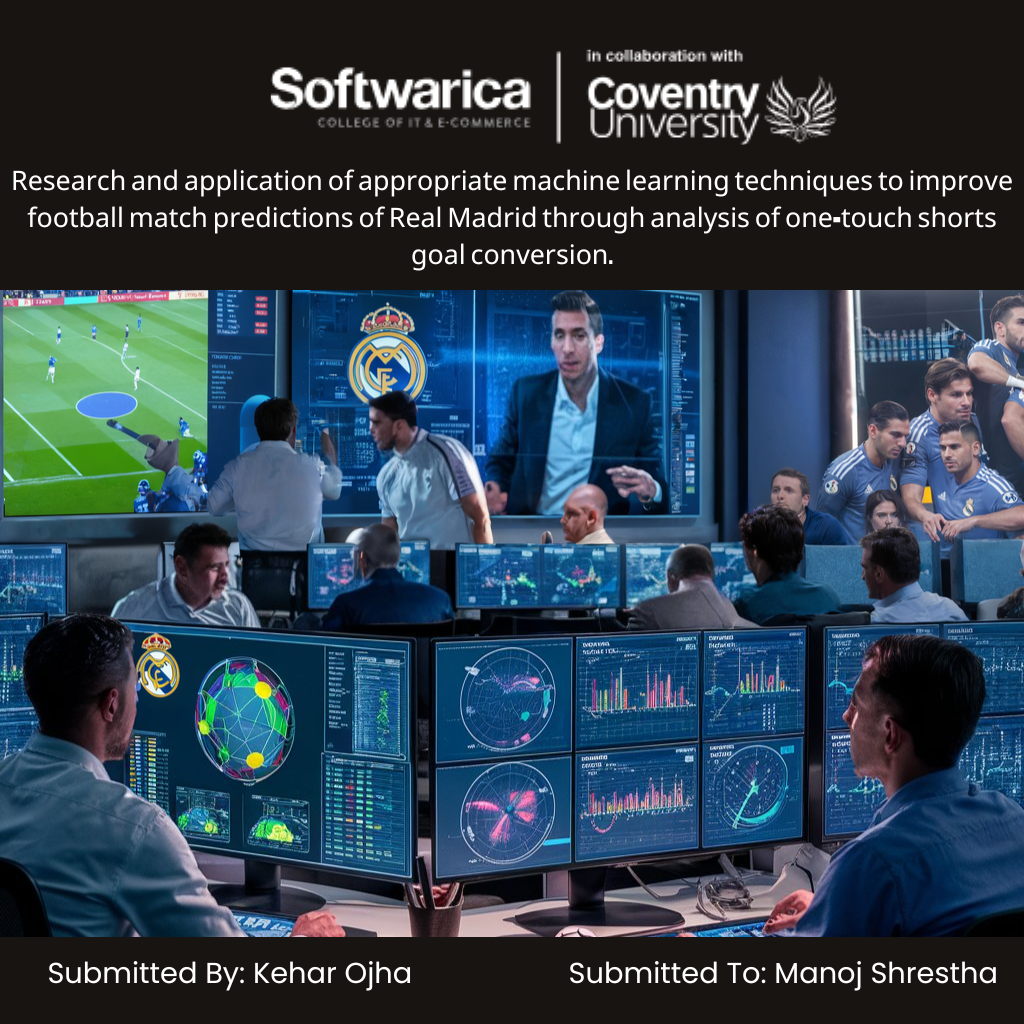 in collaboration with
Softwarica
COLLEGE OF IT & E-COMMERCE
Coventry
University
Research and application of appropriate machine learning techniques to improve
football match predictions of Real Madrid through analysis of one-touch shorts
goal conversion.
Submitted By: Kehar Ojha
Submitted To: Manoj Shrestha